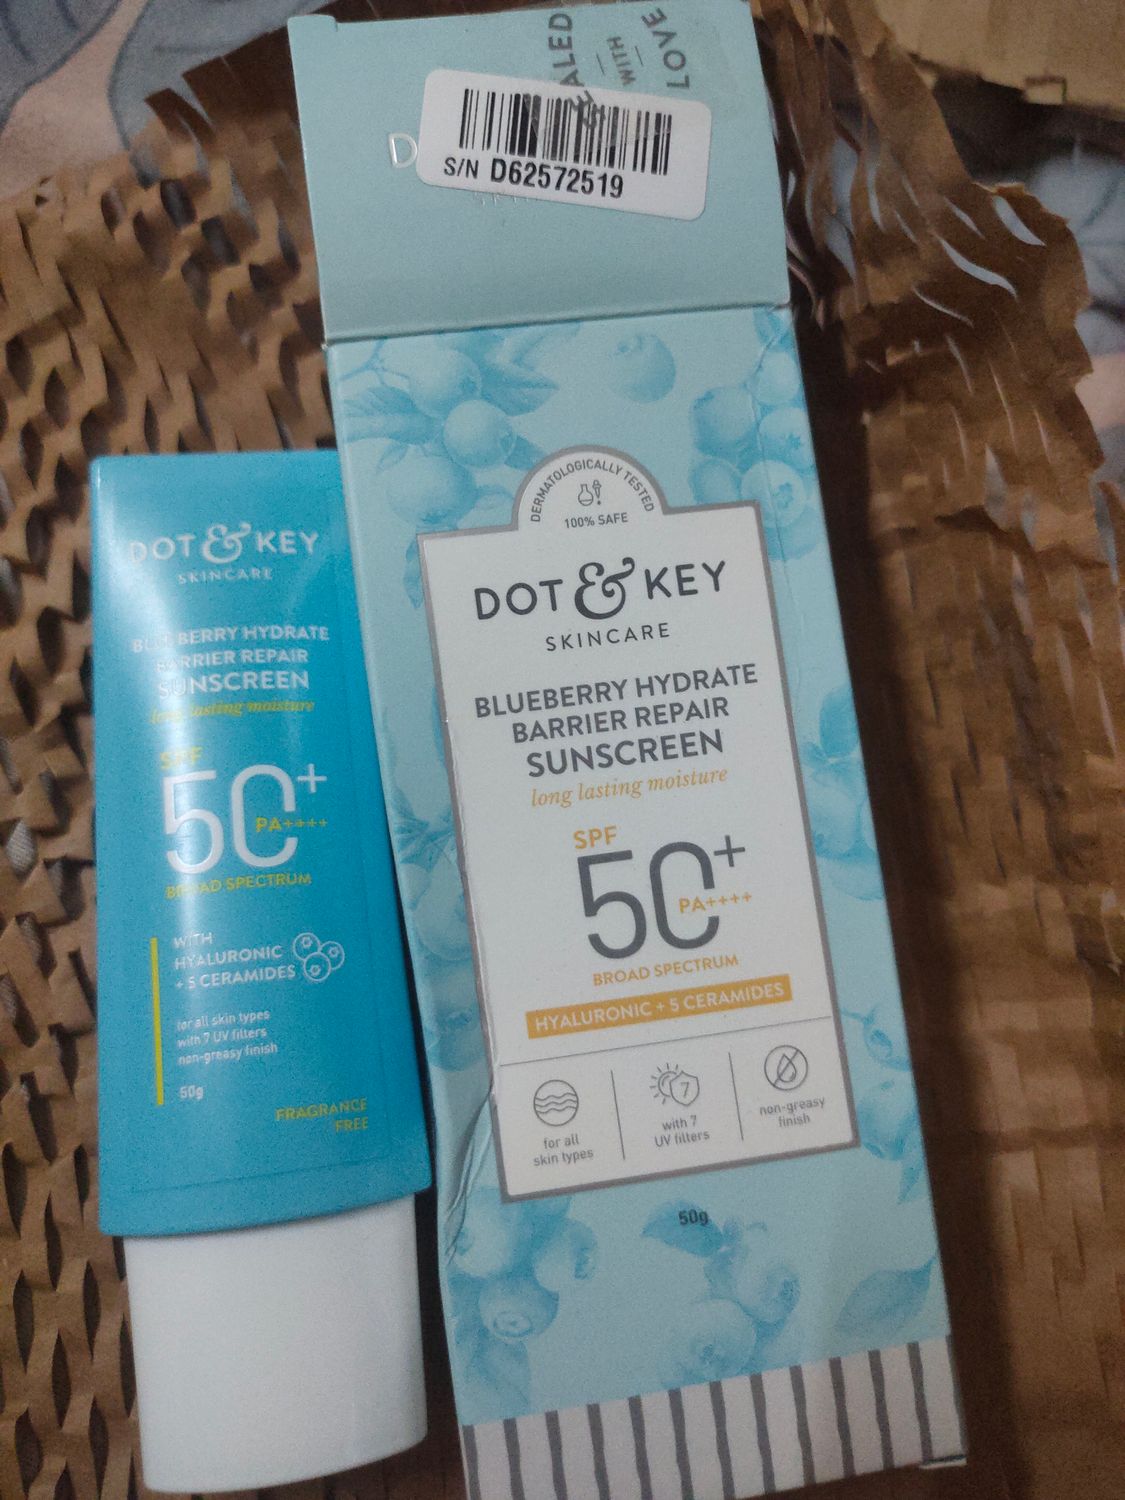 SEALED
WITH
LOVE
D
S/N D62572519
DERMATOLOGICALLY TESTED
100% SAFE
DOT & KEY
SKINCARE
BLUEBERRY HYDRATE
BARRIER REPAIR
SUNSCREEN
long lasting moisture
SPF
50+
PA++++
BROAD SPECTRUM
HYALURONIC + 5 CERAMIDES
for all
skin types
7
with 7
UV filters
non-greasy
finish
50g
DOT & KEY
SKINCARE
BLUEBERRY HYDRATE
BARRIER REPAIR
SUNSCREEN
long lasting moisture
SPF
50+
PA++++
BROAD SPECTRUM
WITH
HYALURONIC
+ 5 CERAMIDES
for all skin types
with 7 UV filters
non-greasy finish
50g
FRAGRANCE
FREE